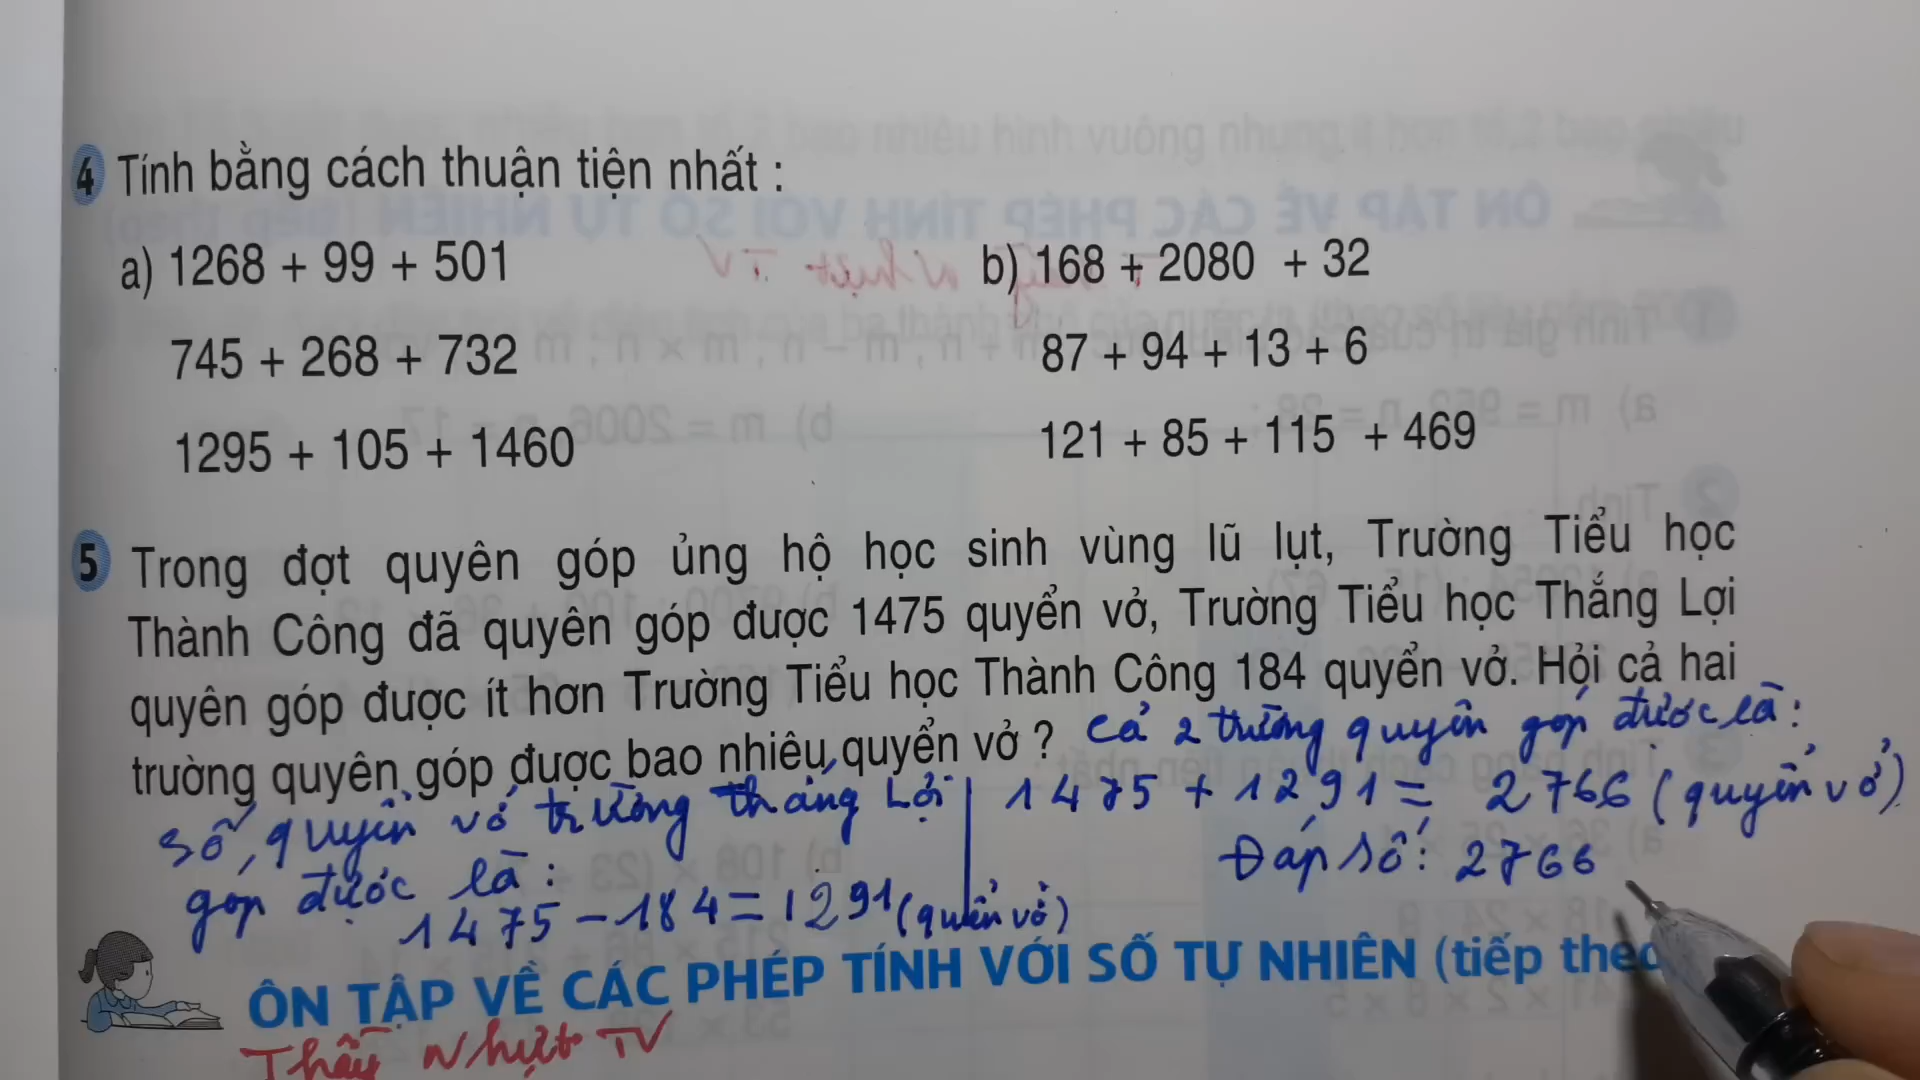 4 Tính bằng cách thuận tiện nhất :
a) 1268 + 99 + 501
b) 168 + 2080 + 32
745 + 268 + 732
87 + 94 + 13 + 6
1295 + 105 + 1460
121 + 85 + 115 + 469
5 Trong đợt quyên góp ủng hộ học sinh vùng lũ lụt, Trường Tiểu học
Thành Công đã quyên góp được 1475 quyển vở, Trường Tiểu học Thắng Lợi
quyên góp được ít hơn Trường Tiểu học Thành Công 184 quyển vở. Hỏi cả hai
trường quyên góp được bao nhiêu quyển vở ?
số quyển vở trường thắng Lợi
góp được là:
1475 - 184 = 1291 (quyển vở)
cả 2 trường quyên góp được là:
1475 + 1291 = 2766 (quyển vở)
Đáp số: 2766
ÔN TẬP VỀ CÁC PHÉP TÍNH VỚI SỐ TỰ NHIÊN (tiếp theo
Thầy Nhựt TV